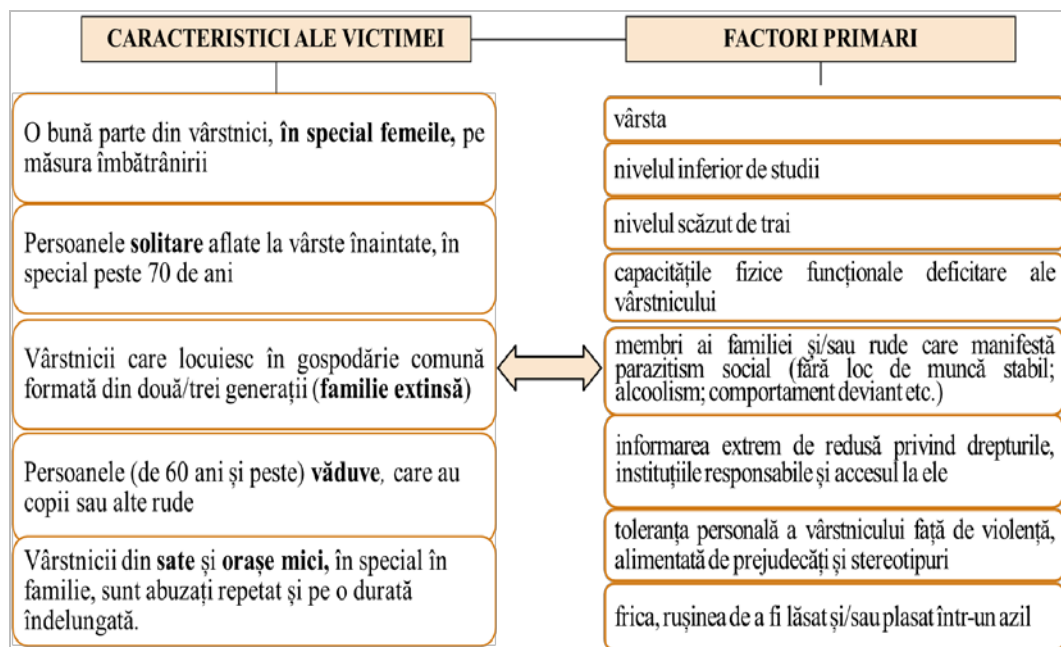 CARACTERISTICI ALE VICTIMEI
O bună parte din vârstnici, în special femeile, pe
măsura îmbătrânirii
Persoanele solitare aflate la vârste înaintate, în
special peste 70 de ani
Vârstnicii care locuiesc în gospodărie comună
formată din două/trei generații (familie extinsă)
Persoanele (de 60 ani și peste) văduve, care au
copii sau alte rude
Vârstnicii din sate și orașe mici, în special în
familie, sunt abuzați repetat și pe o durată
îndelungată.
FACTORI PRIMARI
vârsta
nivelul inferior de studii
nivelul scăzut de trai
capacitățile fizice funcționale deficitare ale
vârstnicului
membri ai familiei și/sau rude care manifestă
parazitism social (fără loc de muncă stabil;
alcoolism; comportament deviant etc.)
informarea extrem de redusă privind drepturile,
instituțiile responsabile și accesul la ele
toleranța personală a vârstnicului față de violență,
alimentată de prejudecăți și stereotipuri
frica, rușinea de a fi lăsat și/sau plasat într-un azil